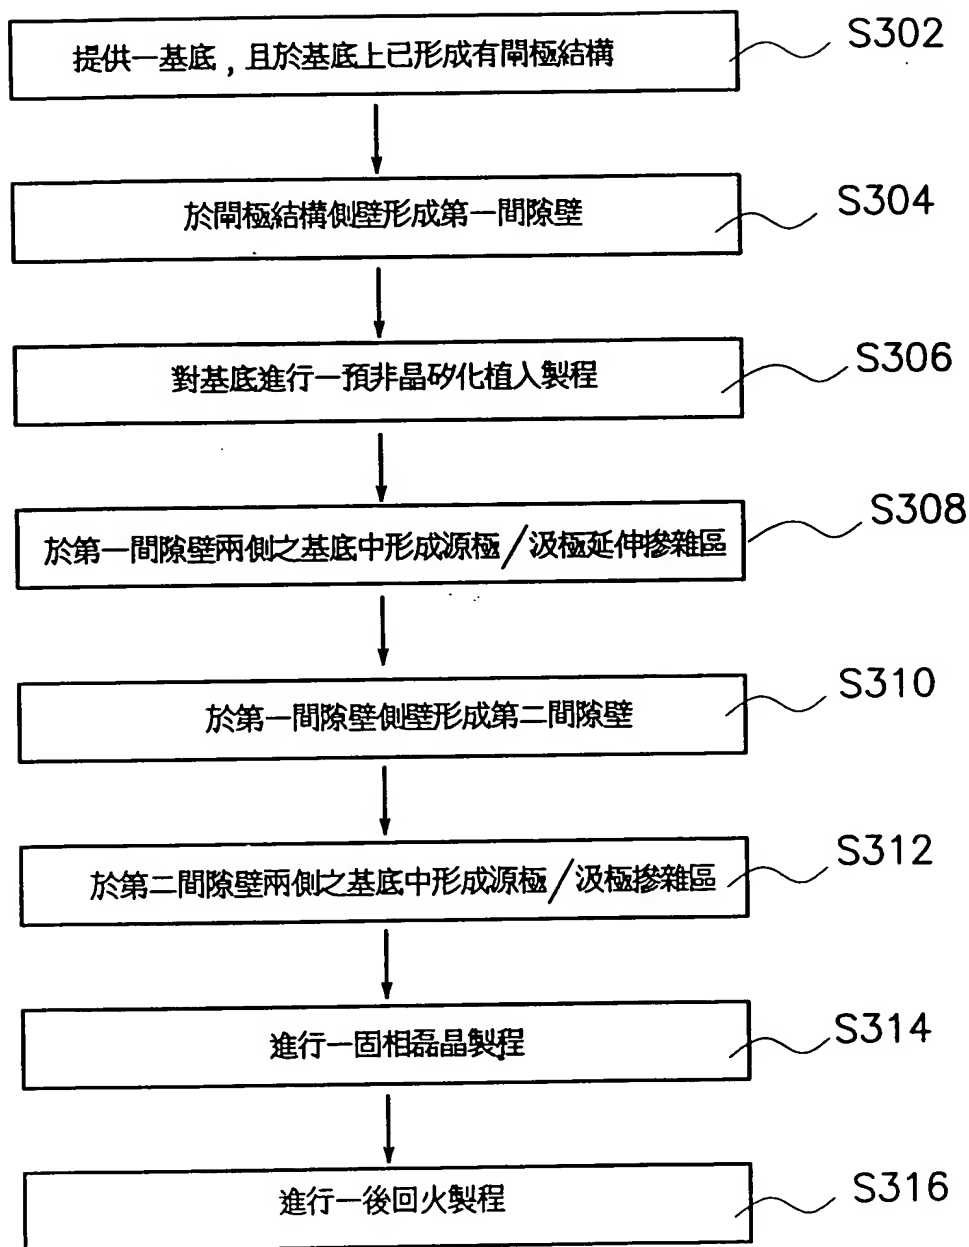 提供一基底，且於基底上已形成有閘極結構 S302
於閘極結構側壁形成第一間隙壁 S304
對基底進行一預非晶矽化植入製程 S306
於第一間隙壁兩側之基底中形成源極/汲極延伸摻雜區 S308
於第一間隙壁側壁形成第二間隙壁 S310
於第二間隙壁兩側之基底中形成源極/汲極摻雜區 S312
進行一固相磊晶製程 S314
進行一後回火製程 S316